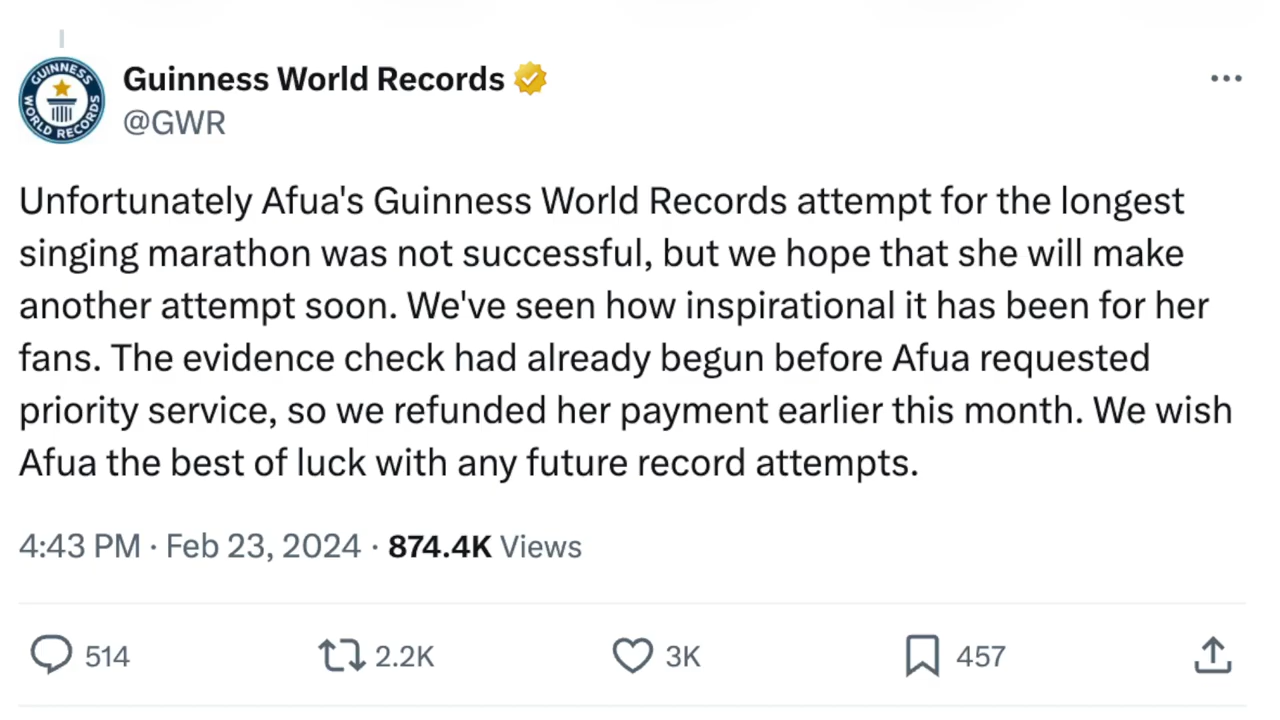 GUINNESS WORLD RECORDS
Guinness World Records
@GWR
Unfortunately Afua's Guinness World Records attempt for the longest
singing marathon was not successful, but we hope that she will make
another attempt soon. We've seen how inspirational it has been for her
fans. The evidence check had already begun before Afua requested
priority service, so we refunded her payment earlier this month. We wish
Afua the best of luck with any future record attempts.
4:43 PM · Feb 23, 2024 · 874.4K Views
514 2.2K 3K 457